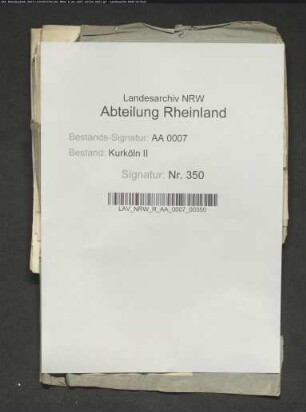 Landesarchiv NRW
Abteilung Rheinland
Bestands-Signatur: AA 0007
Bestand: Kurköln II
Signatur: Nr. 350
LAV_NRW_R_AA_0007_00350